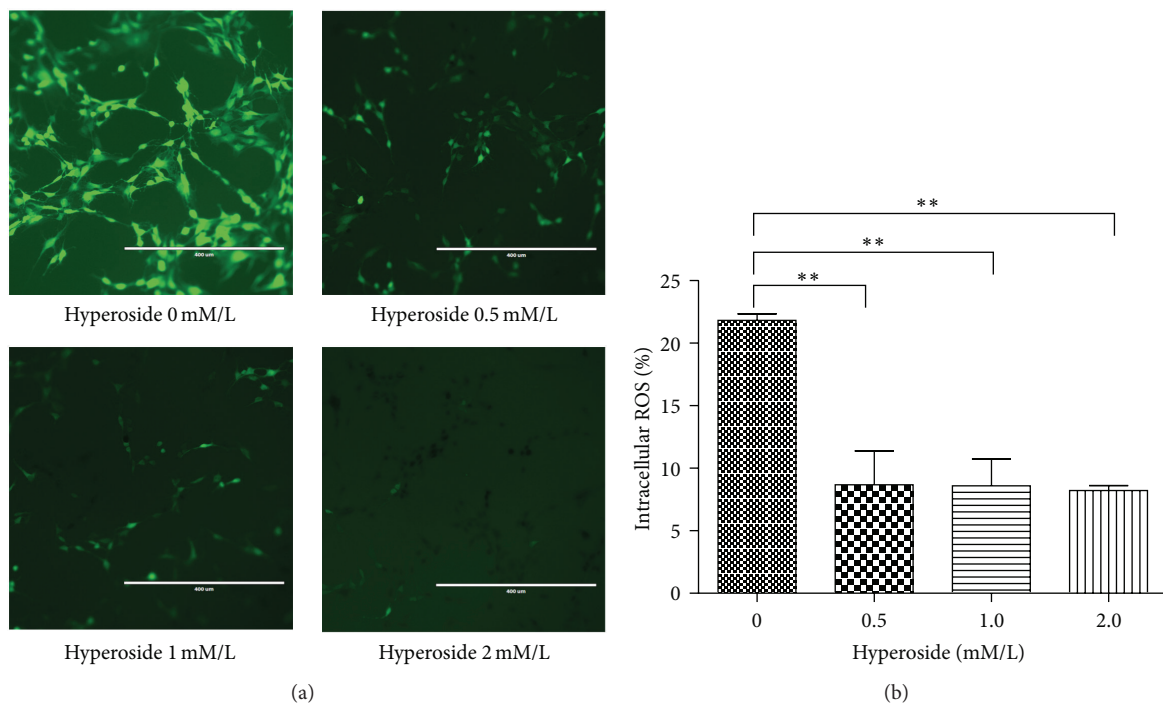 400 um
400 um
Hyperoside 0 mM/L
Hyperoside 0.5 mM/L
400 um
400 um
Hyperoside 1 mM/L
Hyperoside 2 mM/L
(a)
**
**
**
25
20
15
10
5
0
Intracellular ROS (%)
0
0.5
1.0
2.0
Hyperoside (mM/L)
(b)